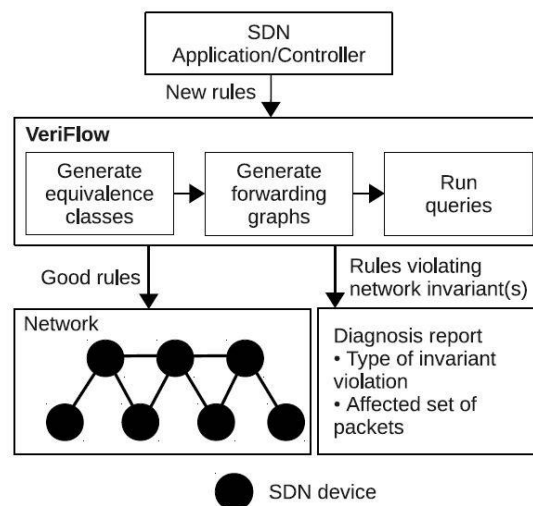 SDN
Application/Controller
New rules
VeriFlow
Generate
equivalence
classes
Generate
forwarding
graphs
Run
queries
Good rules
Rules violating
network invariant(s)
Network
Diagnosis report
• Type of invariant
violation
• Affected set of
packets
SDN device